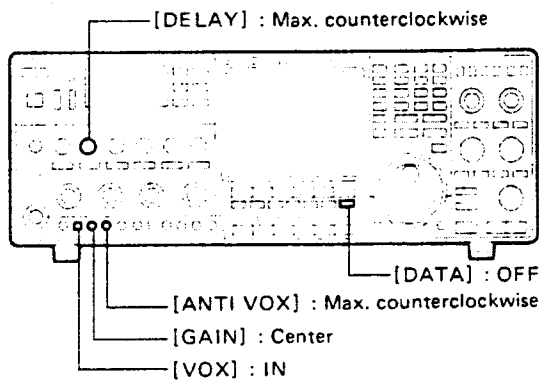 [DELAY] : Max. counterclockwise
[DATA] : OFF
[ANTI VOX] : Max. counterclockwise
[GAIN] : Center
[VOX] : IN